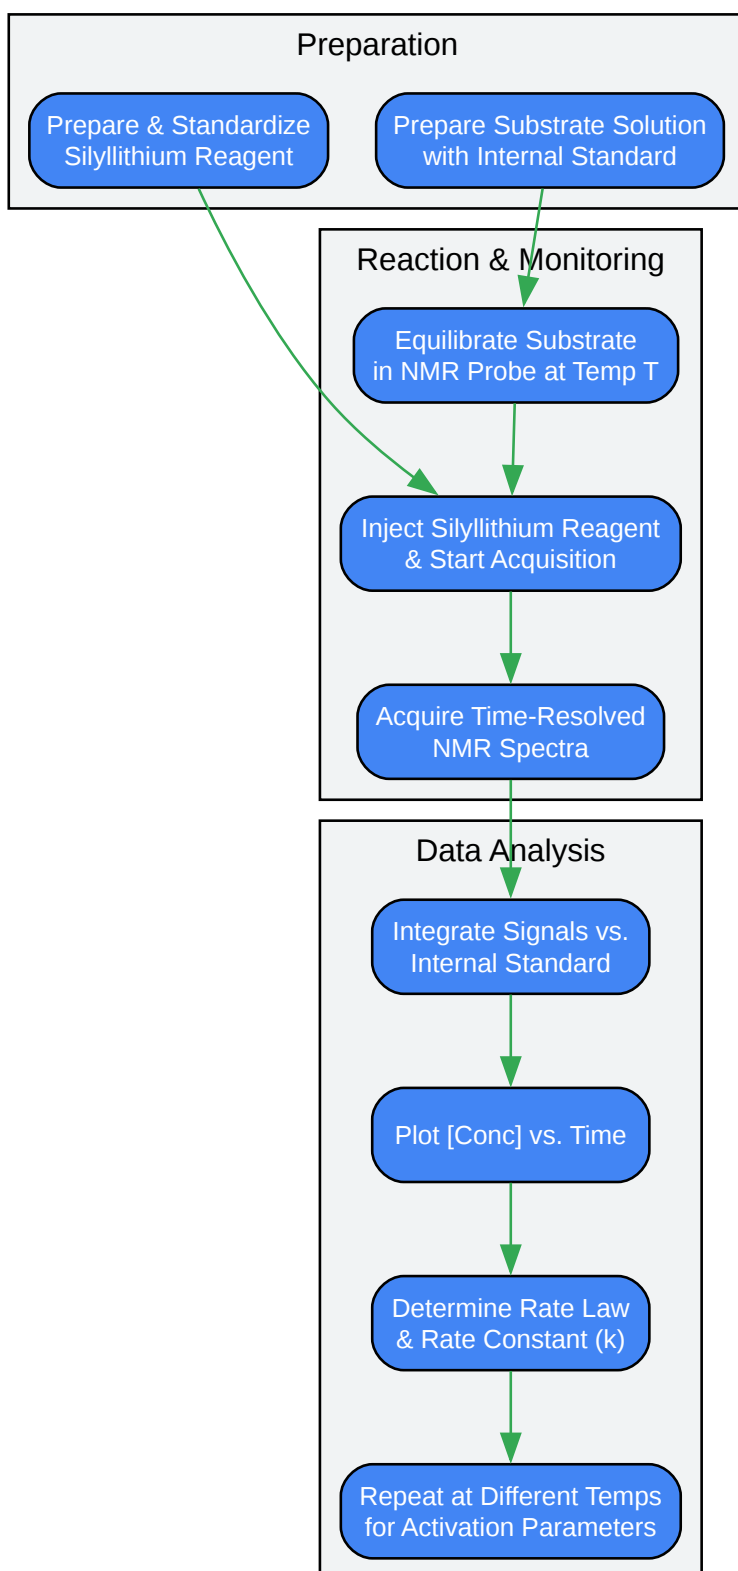 Preparation
Prepare & Standardize
Silyllithium Reagent
Prepare Substrate Solution
with Internal Standard
Reaction & Monitoring
Equilibrate Substrate
in NMR Probe at Temp T
Inject Silyllithium Reagent
& Start Acquisition
Acquire Time-Resolved
NMR Spectra
Data Analysis
Integrate Signals vs.
Internal Standard
Plot [Conc] vs. Time
Determine Rate Law
& Rate Constant (k)
Repeat at Different Temps
for Activation Parameters